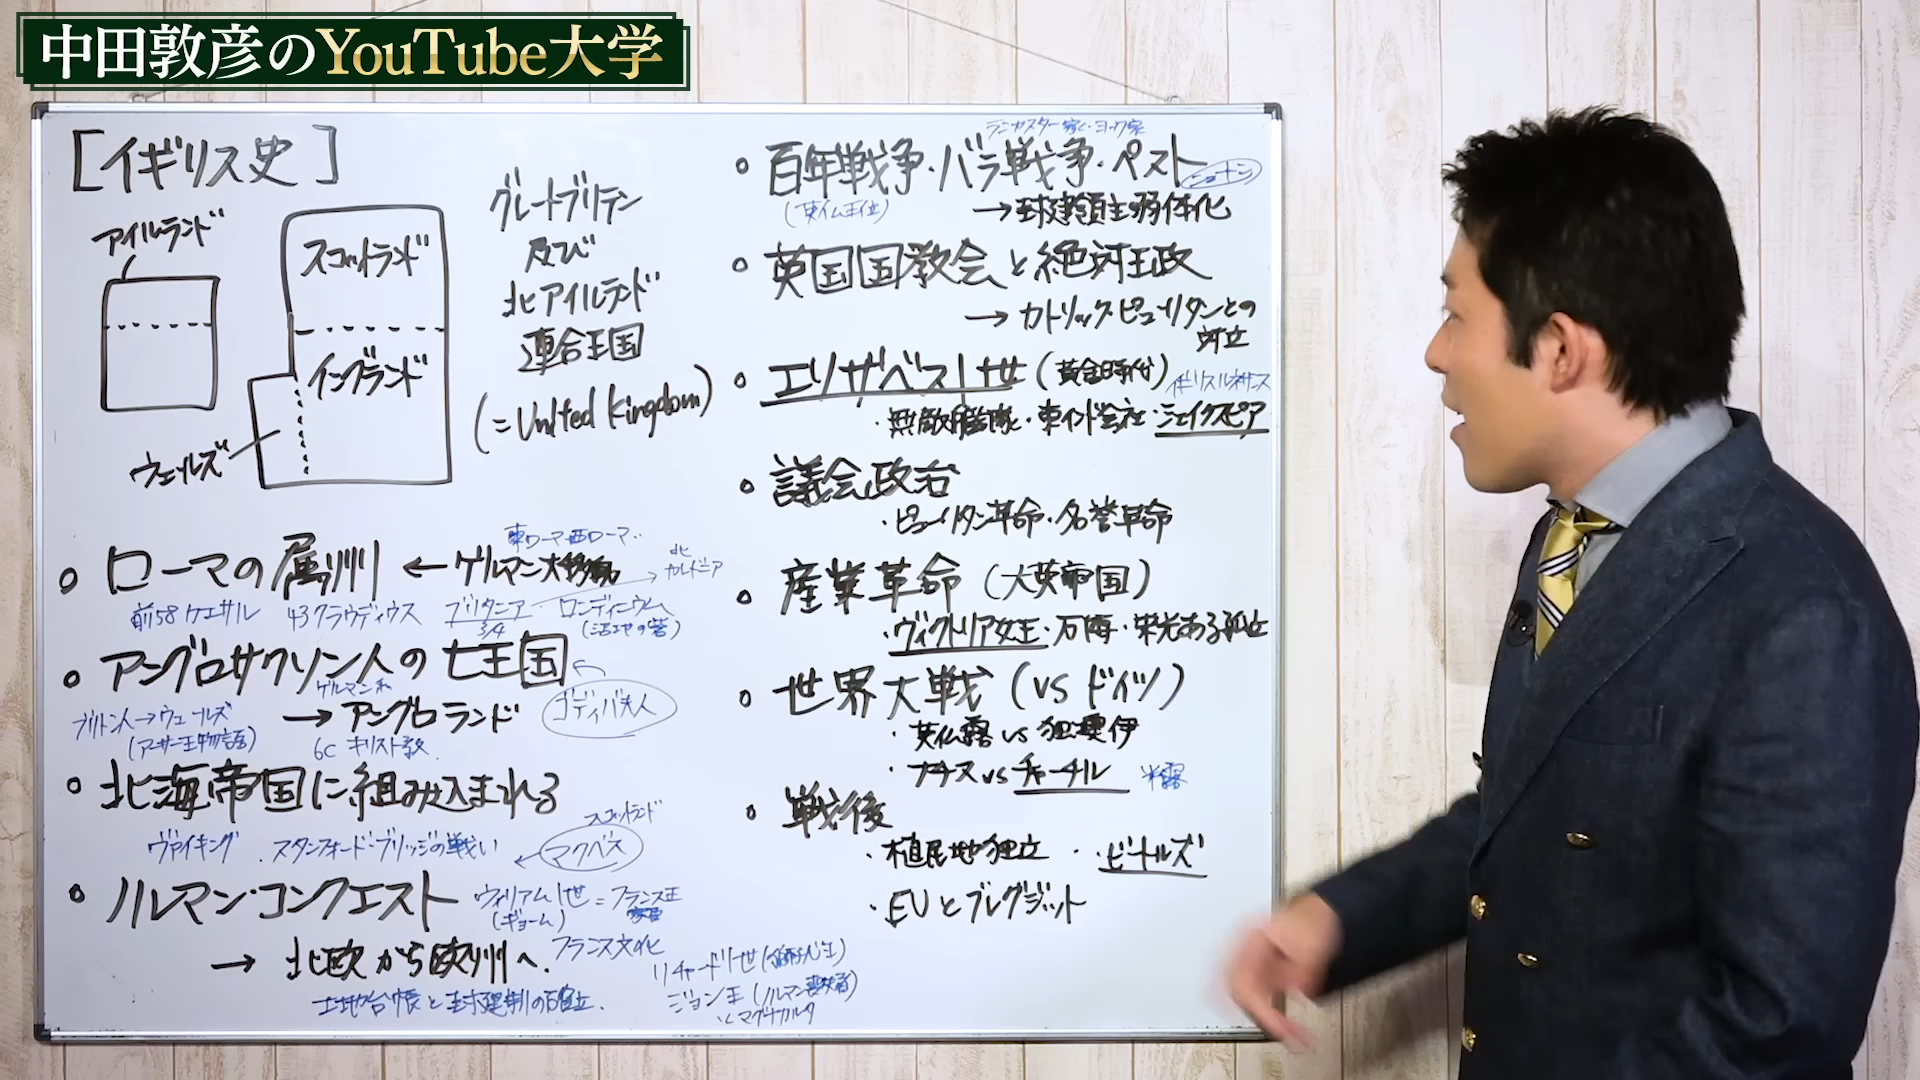 中田敦彦のYouTube大学
[イギリス史]
アイルランド
スコットランド
イングランド
ウェールズ
グレートブリテン
及び
北アイルランド
連合王国
(=United Kingdom)
東ローマ・西ローマ‥
・ローマの属州 ← ゲルマン大移動
北
カレドニア
前58 カエサル 43クラウディウス ブリタニア・ロンディニウム
3/4 (沼地の砦)
・アングロサクソン人の七王国
ゲルマン系
ゴディバ夫人
ブリトン人→ウェールズ → アングロランド
(アーサー王物語) 6C キリスト教.
・北海帝国に組み込まれる
スコットランド
ヴァイキング . スタンフォード・ブリッジの戦い ← マクベス
・ノルマン・コンクエスト ウィリアム1世=フランス王
(ギョーム) 家臣
→ 北欧から欧州へ. フランス文化
土地台帳と封建制の確立.
リチャード1世(獅子心王)
ジョン王(ノルマン喪失者)
マグナカルタ
ランカスター家・ヨーク家
・百年戦争・バラ戦争・ペスト
ニュートン
(英仏王位) →封建領主弱体化
・英国国教会と絶対王政
→カトリック・ピューリタンとの
対立
・エリザベス1世(黄金時代)
イギリスルネサンス
・無敵艦隊・東インド会社・シェイクスピア
・議会政治
・ピューリタン革命・名誉革命
・産業革命(大英帝国)
・ヴィクトリア女王・石海・栄光ある孤立
・世界大戦(vsドイツ)
・英仏露vs独墺伊
・ナチスvsチャーチル 米露
・戦後
・植民地独立 ・ビートルズ
・EUとブレグジット